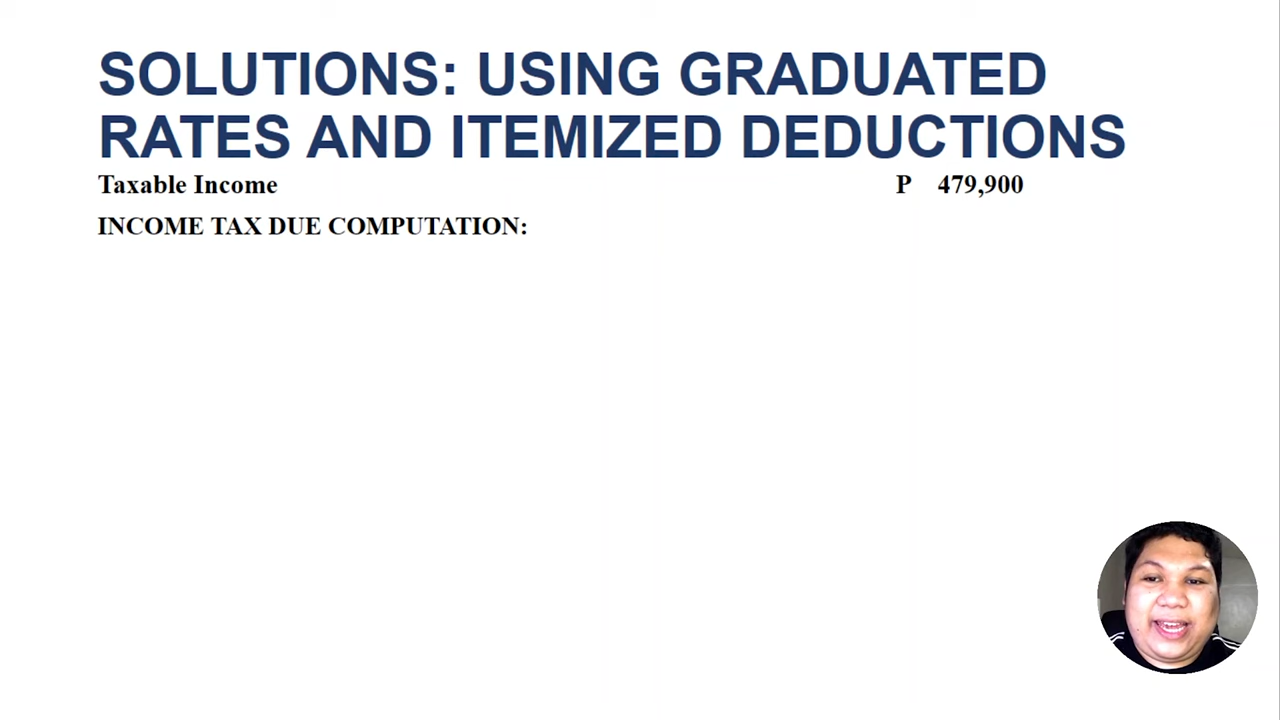 SOLUTIONS: USING GRADUATED
RATES AND ITEMIZED DEDUCTIONS
Taxable Income P 479,900
INCOME TAX DUE COMPUTATION: